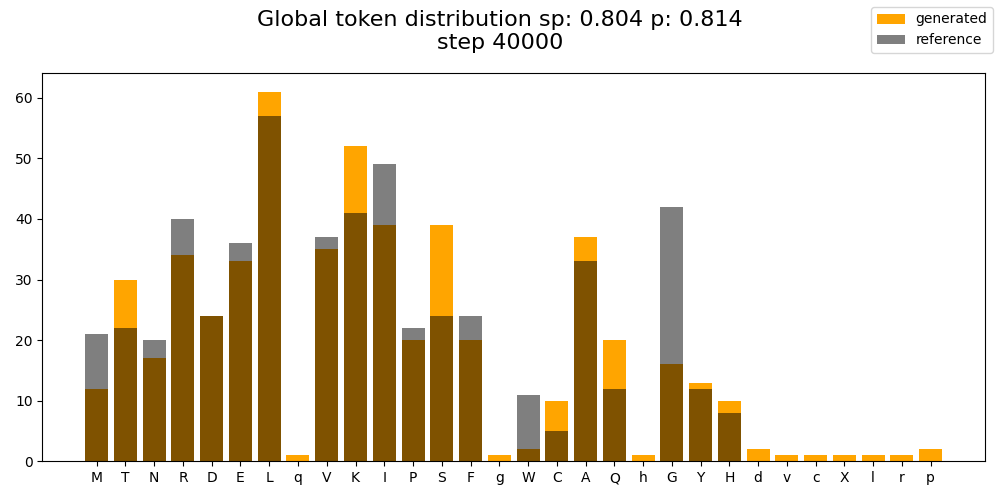 Global token distribution sp: 0.804 p: 0.814
step 40000
generated
reference
60
50
40
30
20
10
0
M T N R D E L q V K I P S F g W C A Q h G Y H d v c X l r p